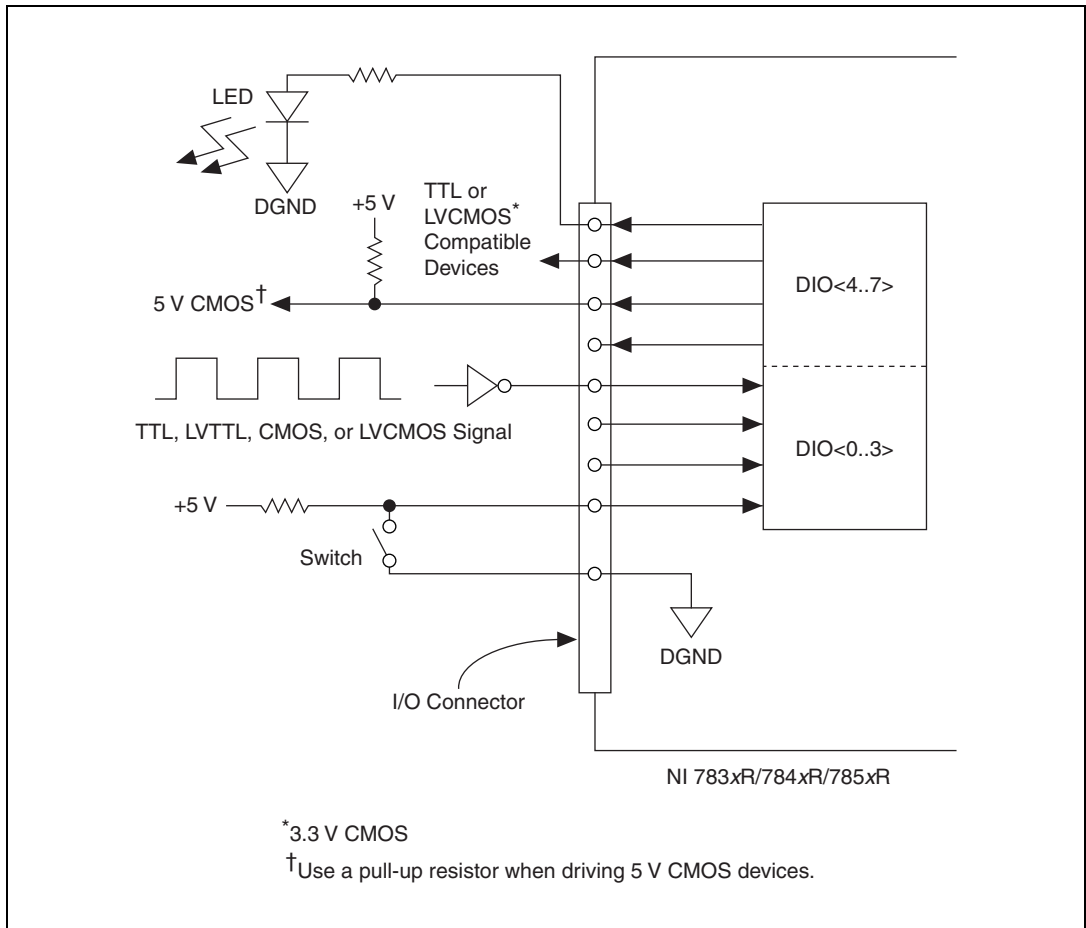 LED
DGND
+5 V
TTL or
LVCMOS*
Compatible
Devices
5 V CMOS†
DIO<4..7>
TTL, LVTTL, CMOS, or LVCMOS Signal
DIO<0..3>
+5 V
Switch
DGND
I/O Connector
NI 783xR/784xR/785xR
*3.3 V CMOS
†Use a pull-up resistor when driving 5 V CMOS devices.